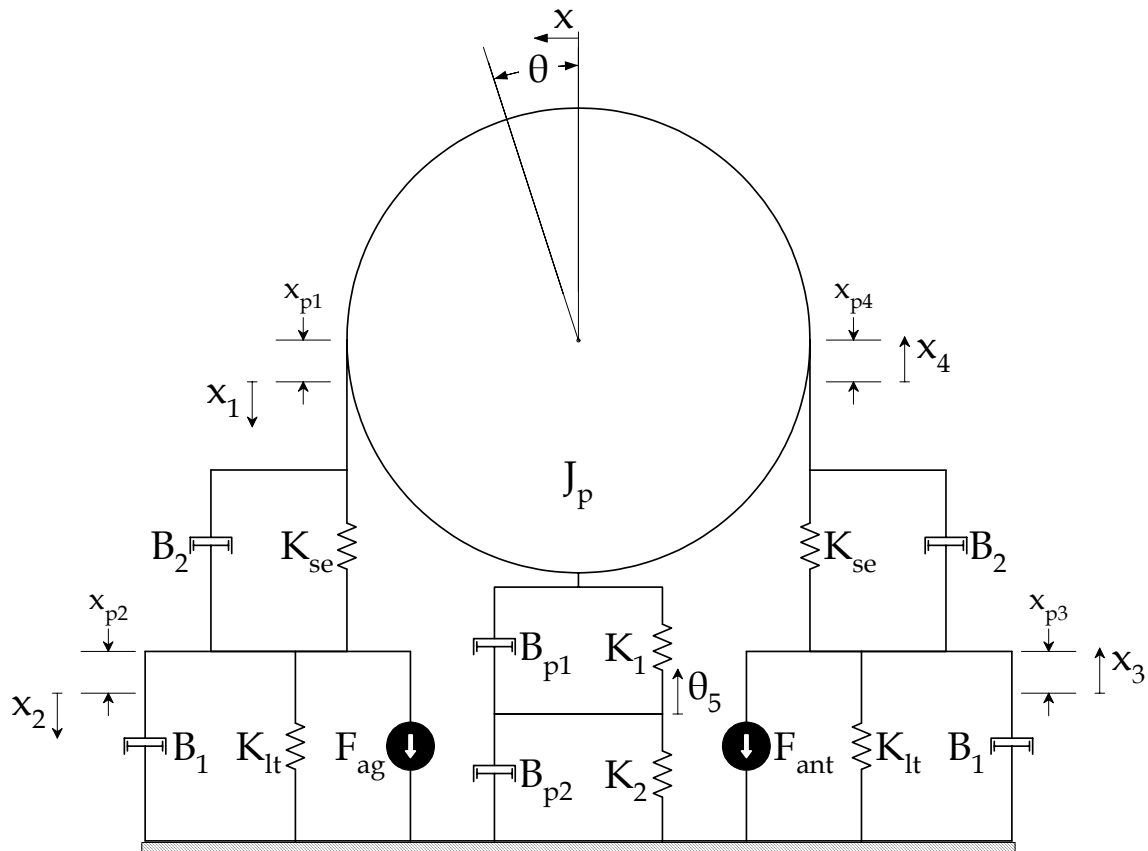 x
θ
x_p1
x_p4
x_1
x_4
J_p
B_2
K_se
K_se
B_2
x_p2
x_p3
B_p1
K_1
θ_5
x_2
x_3
B_1
K_lt
F_ag
B_p2
K_2
F_ant
K_lt
B_1